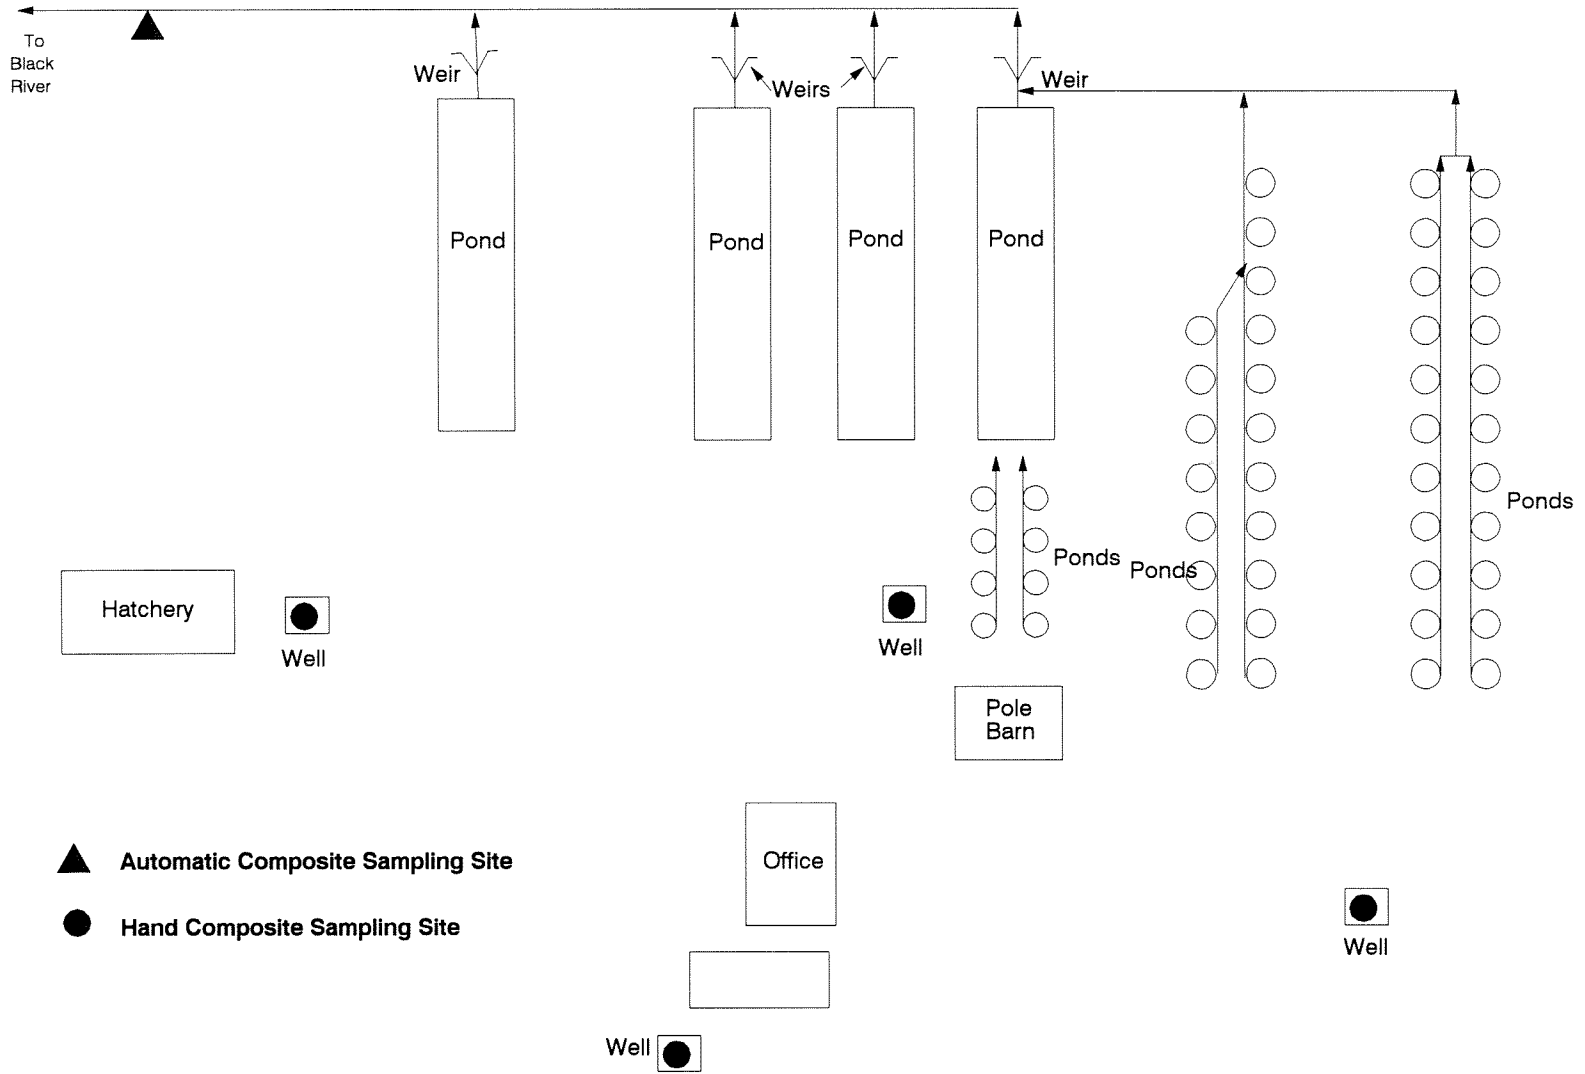 To
Black
River
Weir
Weirs
Weir
Pond
Pond
Pond
Pond
Ponds
Ponds
Ponds
Hatchery
Well
Well
Pole
Barn
Office
Automatic Composite Sampling Site
Hand Composite Sampling Site
Well
Well